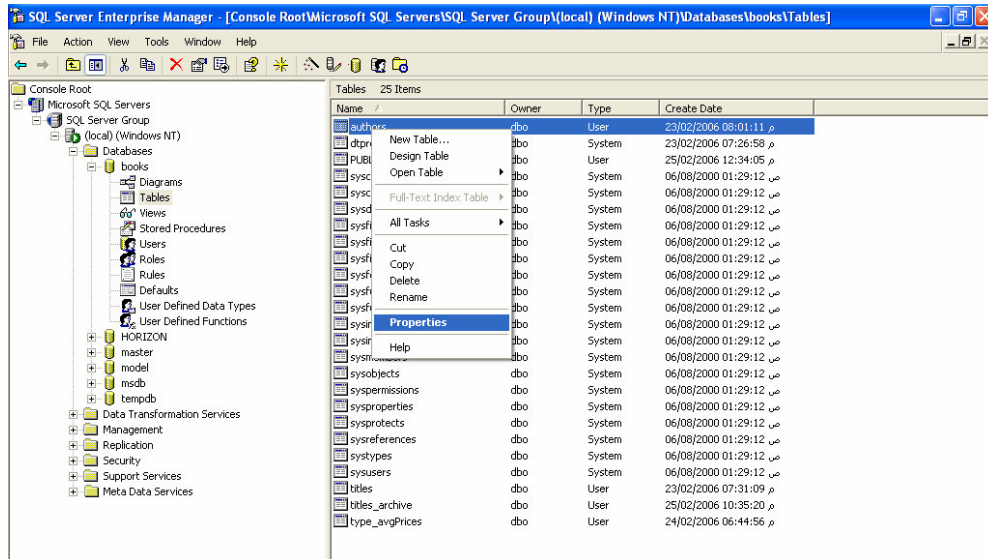 SQL Server Enterprise Manager - [Console Root\Microsoft SQL Servers\SQL Server Group\(local) (Windows NT)\Databases\books\Tables]
File Action View Tools Window Help
Console Root
Microsoft SQL Servers
SQL Server Group
(local) (Windows NT)
Databases
books
Diagrams
Tables
Views
Stored Procedures
Users
Roles
Rules
Defaults
User Defined Data Types
User Defined Functions
HORIZON
master
model
msdb
tempdb
Data Transformation Services
Management
Replication
Security
Support Services
Meta Data Services
Tables 25 Items
Name Owner Type Create Date
authors dbo User 23/02/2006 08:01:11 م
dbo System 23/02/2006 07:26:58 م
dbo User 25/02/2006 12:34:05 م
dbo System 06/08/2000 01:29:12 ص
dbo System 06/08/2000 01:29:12 ص
dbo System 06/08/2000 01:29:12 ص
dbo System 06/08/2000 01:29:12 ص
dbo System 06/08/2000 01:29:12 ص
dbo System 06/08/2000 01:29:12 ص
dbo System 06/08/2000 01:29:12 ص
dbo System 06/08/2000 01:29:12 ص
dbo System 06/08/2000 01:29:12 ص
dbo System 06/08/2000 01:29:12 ص
dbo System 06/08/2000 01:29:12 ص
sysmembers dbo System 06/08/2000 01:29:12 ص
sysobjects dbo System 06/08/2000 01:29:12 ص
syspermissions dbo System 06/08/2000 01:29:12 ص
sysproperties dbo System 06/08/2000 01:29:12 ص
sysprotects dbo System 06/08/2000 01:29:12 ص
sysreferences dbo System 06/08/2000 01:29:12 ص
systypes dbo System 06/08/2000 01:29:12 ص
sysusers dbo System 06/08/2000 01:29:12 ص
titles dbo User 23/02/2006 07:31:09 م
titles_archive dbo User 25/02/2006 10:35:20 م
type_avgPrices dbo User 24/02/2006 06:44:56 م
New Table...
Design Table
Open Table
Full-Text Index Table
All Tasks
Cut
Copy
Delete
Rename
Properties
Help